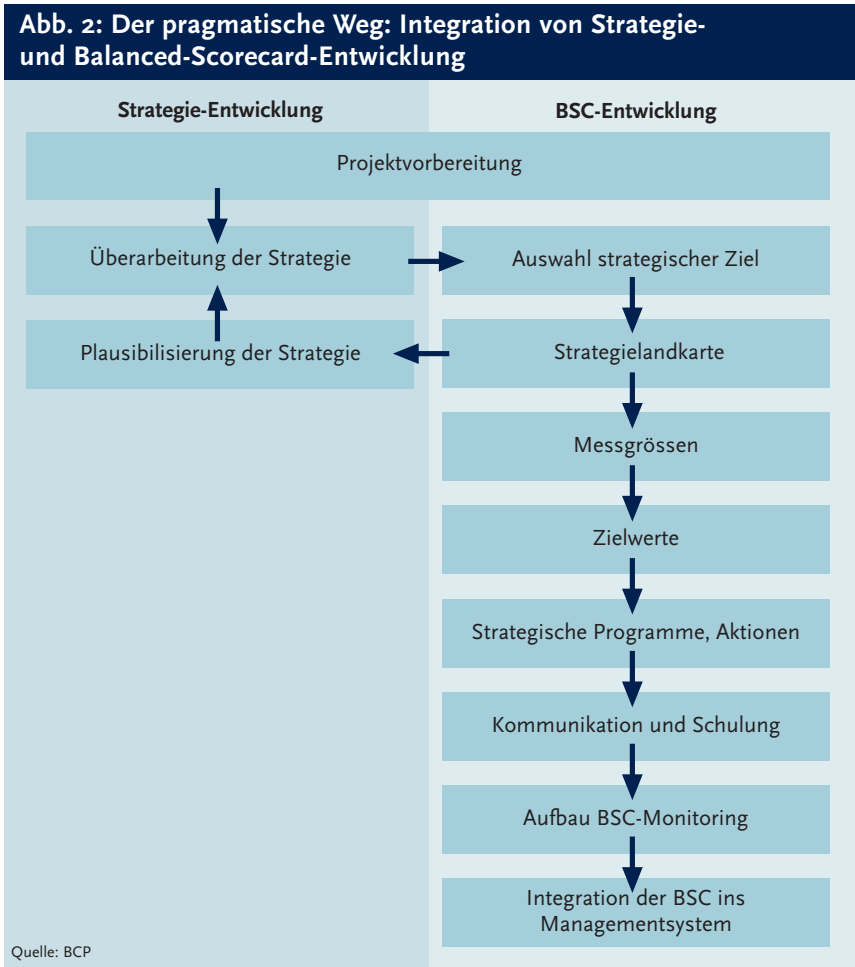 Abb. 2: Der pragmatische Weg: Integration von Strategie-
und Balanced-Scorecard-Entwicklung
Strategie-Entwicklung
BSC-Entwicklung
Projektvorbereitung
Überarbeitung der Strategie
Auswahl strategischer Ziel
Plausibilisierung der Strategie
Strategielandkarte
Messgrössen
Zielwerte
Strategische Programme, Aktionen
Kommunikation und Schulung
Aufbau BSC-Monitoring
Integration der BSC ins
Managementsystem
Quelle: BCP